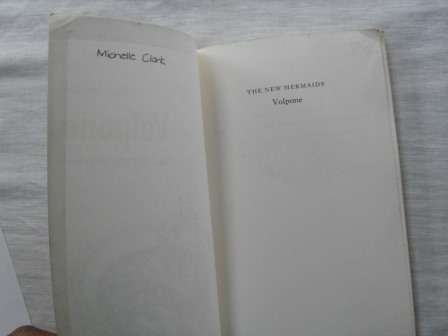 Michelle Clark
THE NEW MERMAIDS
Volpone